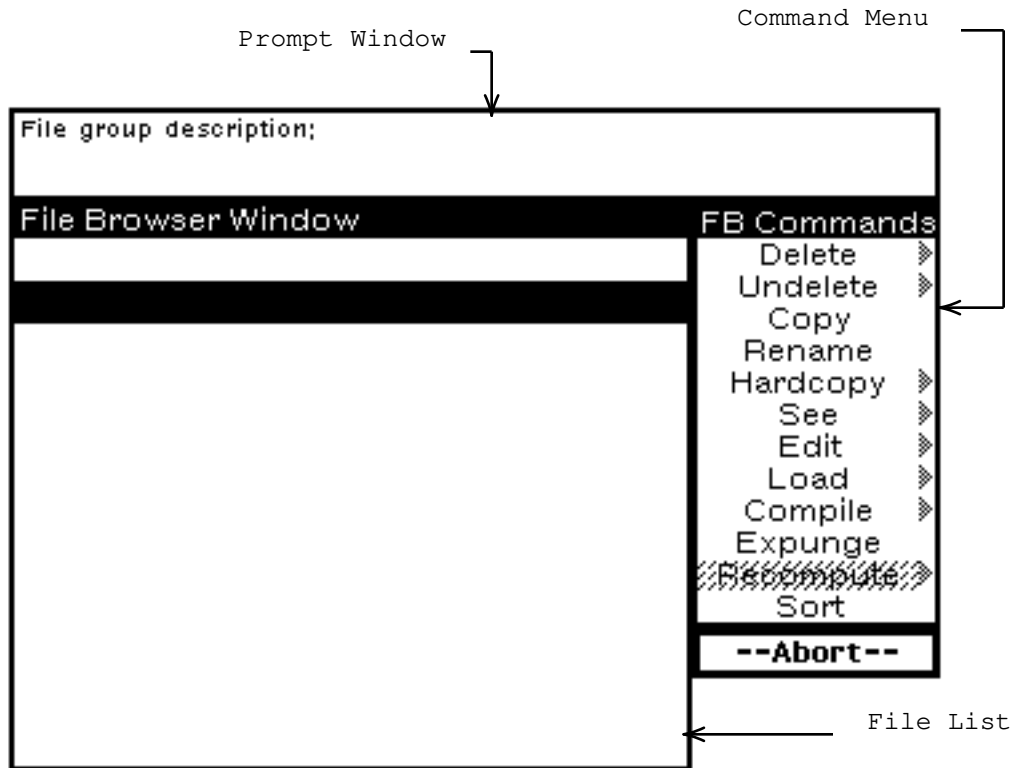 Command Menu
Prompt Window
File group description:
File Browser Window
FB Commands
Delete
Undelete
Copy
Rename
Hardcopy
See
Edit
Load
Compile
Expunge
Recompute
Sort
--Abort--
File List